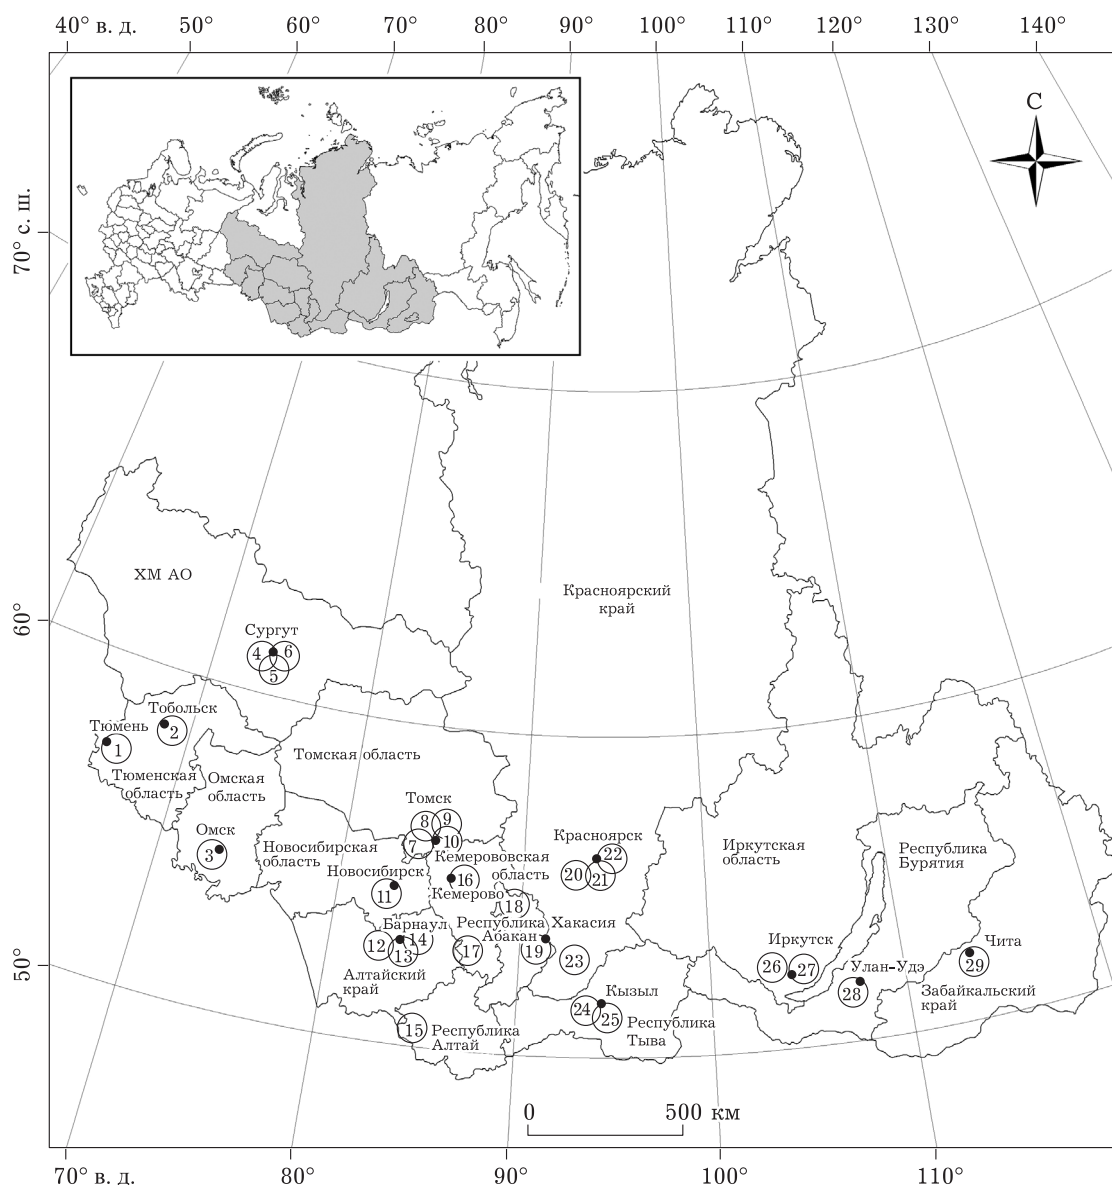 40° в. д. 50° 60° 70° 80° 90° 100° 110° 120° 130° 140°
С
70° с. ш.
ХМ АО
Красноярский
край
60°
Сургут
4 6
5
Тобольск
2
Тюмень
1
Тюменская
область
Омская
область
Томская область
Томск
8 9
7 10
Омск
3
Новосибирская
область
Новосибирск
11
Кемерововская
область
16
Кемерово
Красноярск
22
20 21
Иркутская
область
Республика
Бурятия
18
Барнаул
12 14
13
Республика Хакасия
Абакан
17 19
23
Иркутск
26 27
Улан-Удэ
28
Чита
29
50°
Алтайский
край
Кызыл
24 25
Забайкальский
край
15
Республика
Алтай
Республика
Тыва
0 500 км
70° в. д. 80° 90° 100° 110°